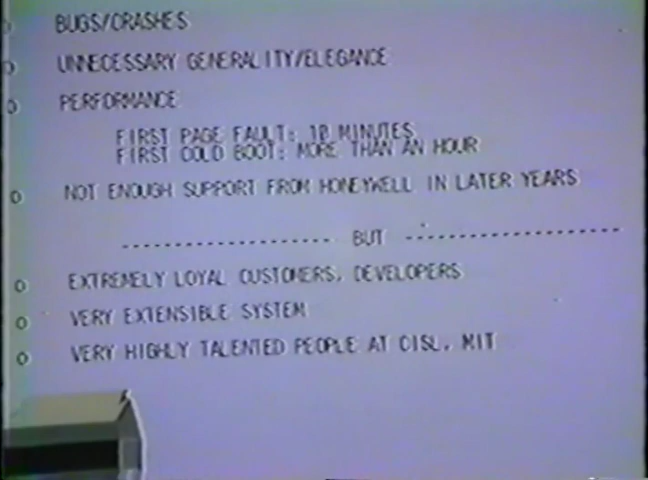 o BUGS/CRASHES
o UNNECESSARY GENERALITY/ELEGANCE
o PERFORMANCE
FIRST PAGE FAULT: 10 MINUTES
FIRST COLD BOOT: MORE THAN AN HOUR
o NOT ENOUGH SUPPORT FROM HONEYWELL IN LATER YEARS
-------------------- BUT --------------------
o EXTREMELY LOYAL CUSTOMERS, DEVELOPERS
o VERY EXTENSIBLE SYSTEM
o VERY HIGHLY TALENTED PEOPLE AT CISL, MIT